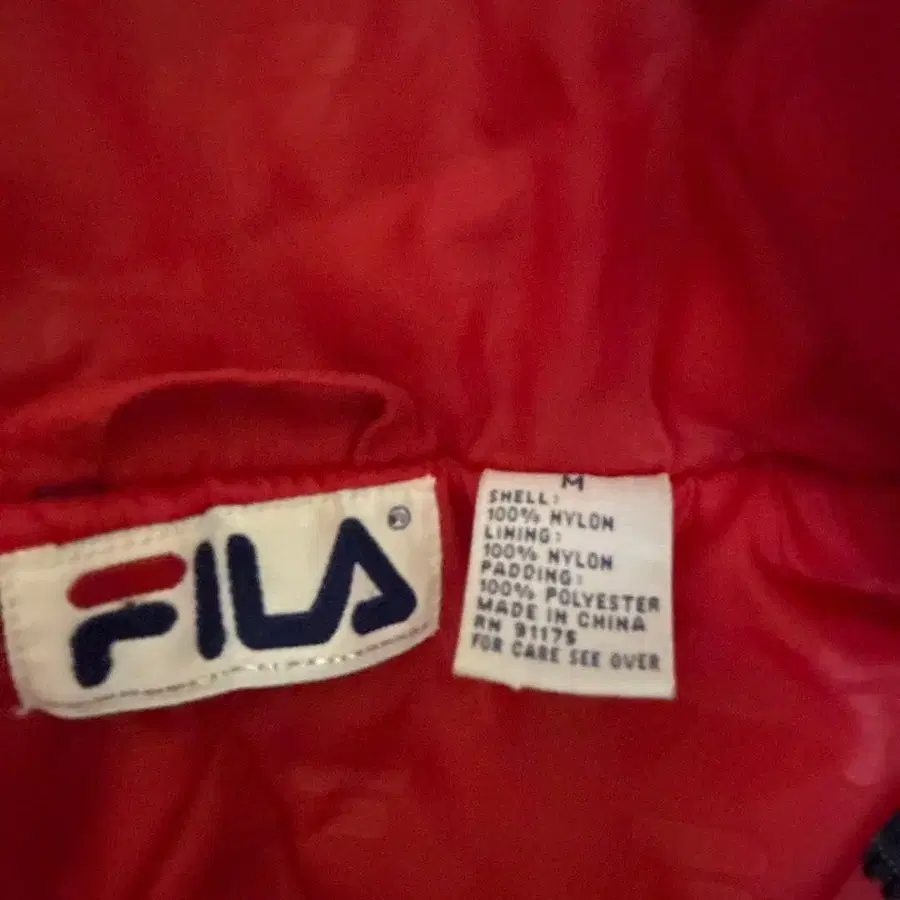 FILA®
M
SHELL:
100% NYLON
LINING:
100% NYLON
PADDING:
100% POLYESTER
MADE IN CHINA
RN 91175
FOR CARE SEE OVER